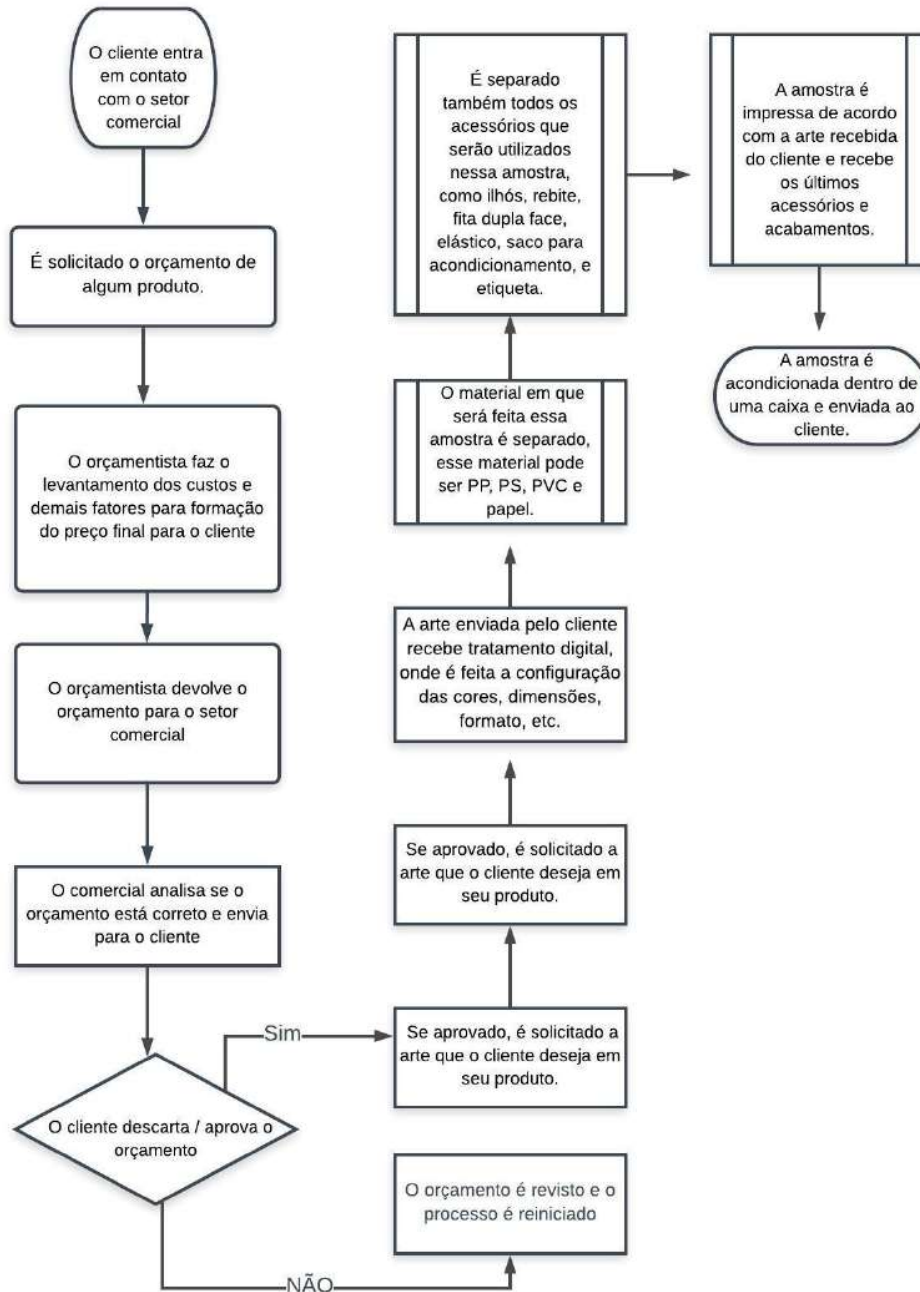 O cliente entra
em contato
com o setor
comercial
É solicitado o orçamento de
algum produto.
O orçamentista faz o
levantamento dos custos e
demais fatores para formação
do preço final para o cliente
O orçamentista devolve o
orçamento para o setor
comercial
O comercial analisa se o
orçamento está correto e envia
para o cliente
O cliente descarta / aprova o
orçamento
Sim
NÃO
O orçamento é revisto e o
processo é reiniciado
Se aprovado, é solicitado a
arte que o cliente deseja em
seu produto.
Se aprovado, é solicitado a
arte que o cliente deseja em
seu produto.
A arte enviada pelo cliente
recebe tratamento digital,
onde é feita a configuração
das cores, dimensões,
formato, etc.
O material em que
será feita essa
amostra é separado,
esse material pode
ser PP, PS, PVC e
papel.
É separado
também todos os
acessórios que
serão utilizados
nessa amostra,
como ilhós, rebite,
fita dupla face,
elástico, saco para
acondicionamento, e
etiqueta.
A amostra é
impressa de acordo
com a arte recebida
do cliente e recebe
os últimos
acessórios e
acabamentos.
A amostra é
acondicionada dentro de
uma caixa e enviada ao
cliente.